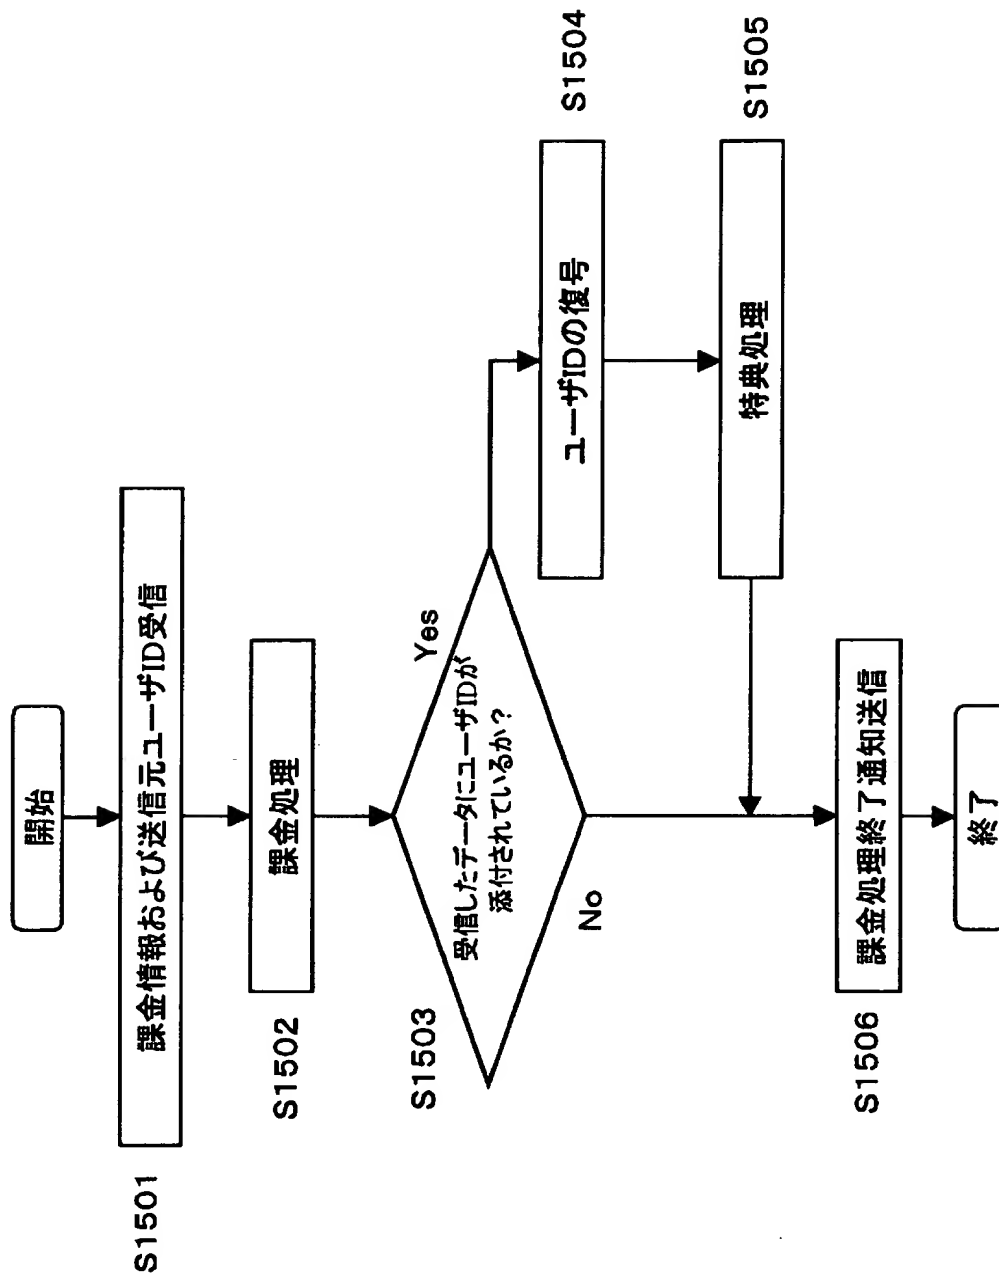 開始
S1501
課金情報および送信元ユーザID受信
S1502
課金処理
S1503
受信したデータにユーザIDが
添付されているか？
Yes
No
S1504
ユーザIDの復号
S1505
特典処理
S1506
課金処理終了通知送信
終了